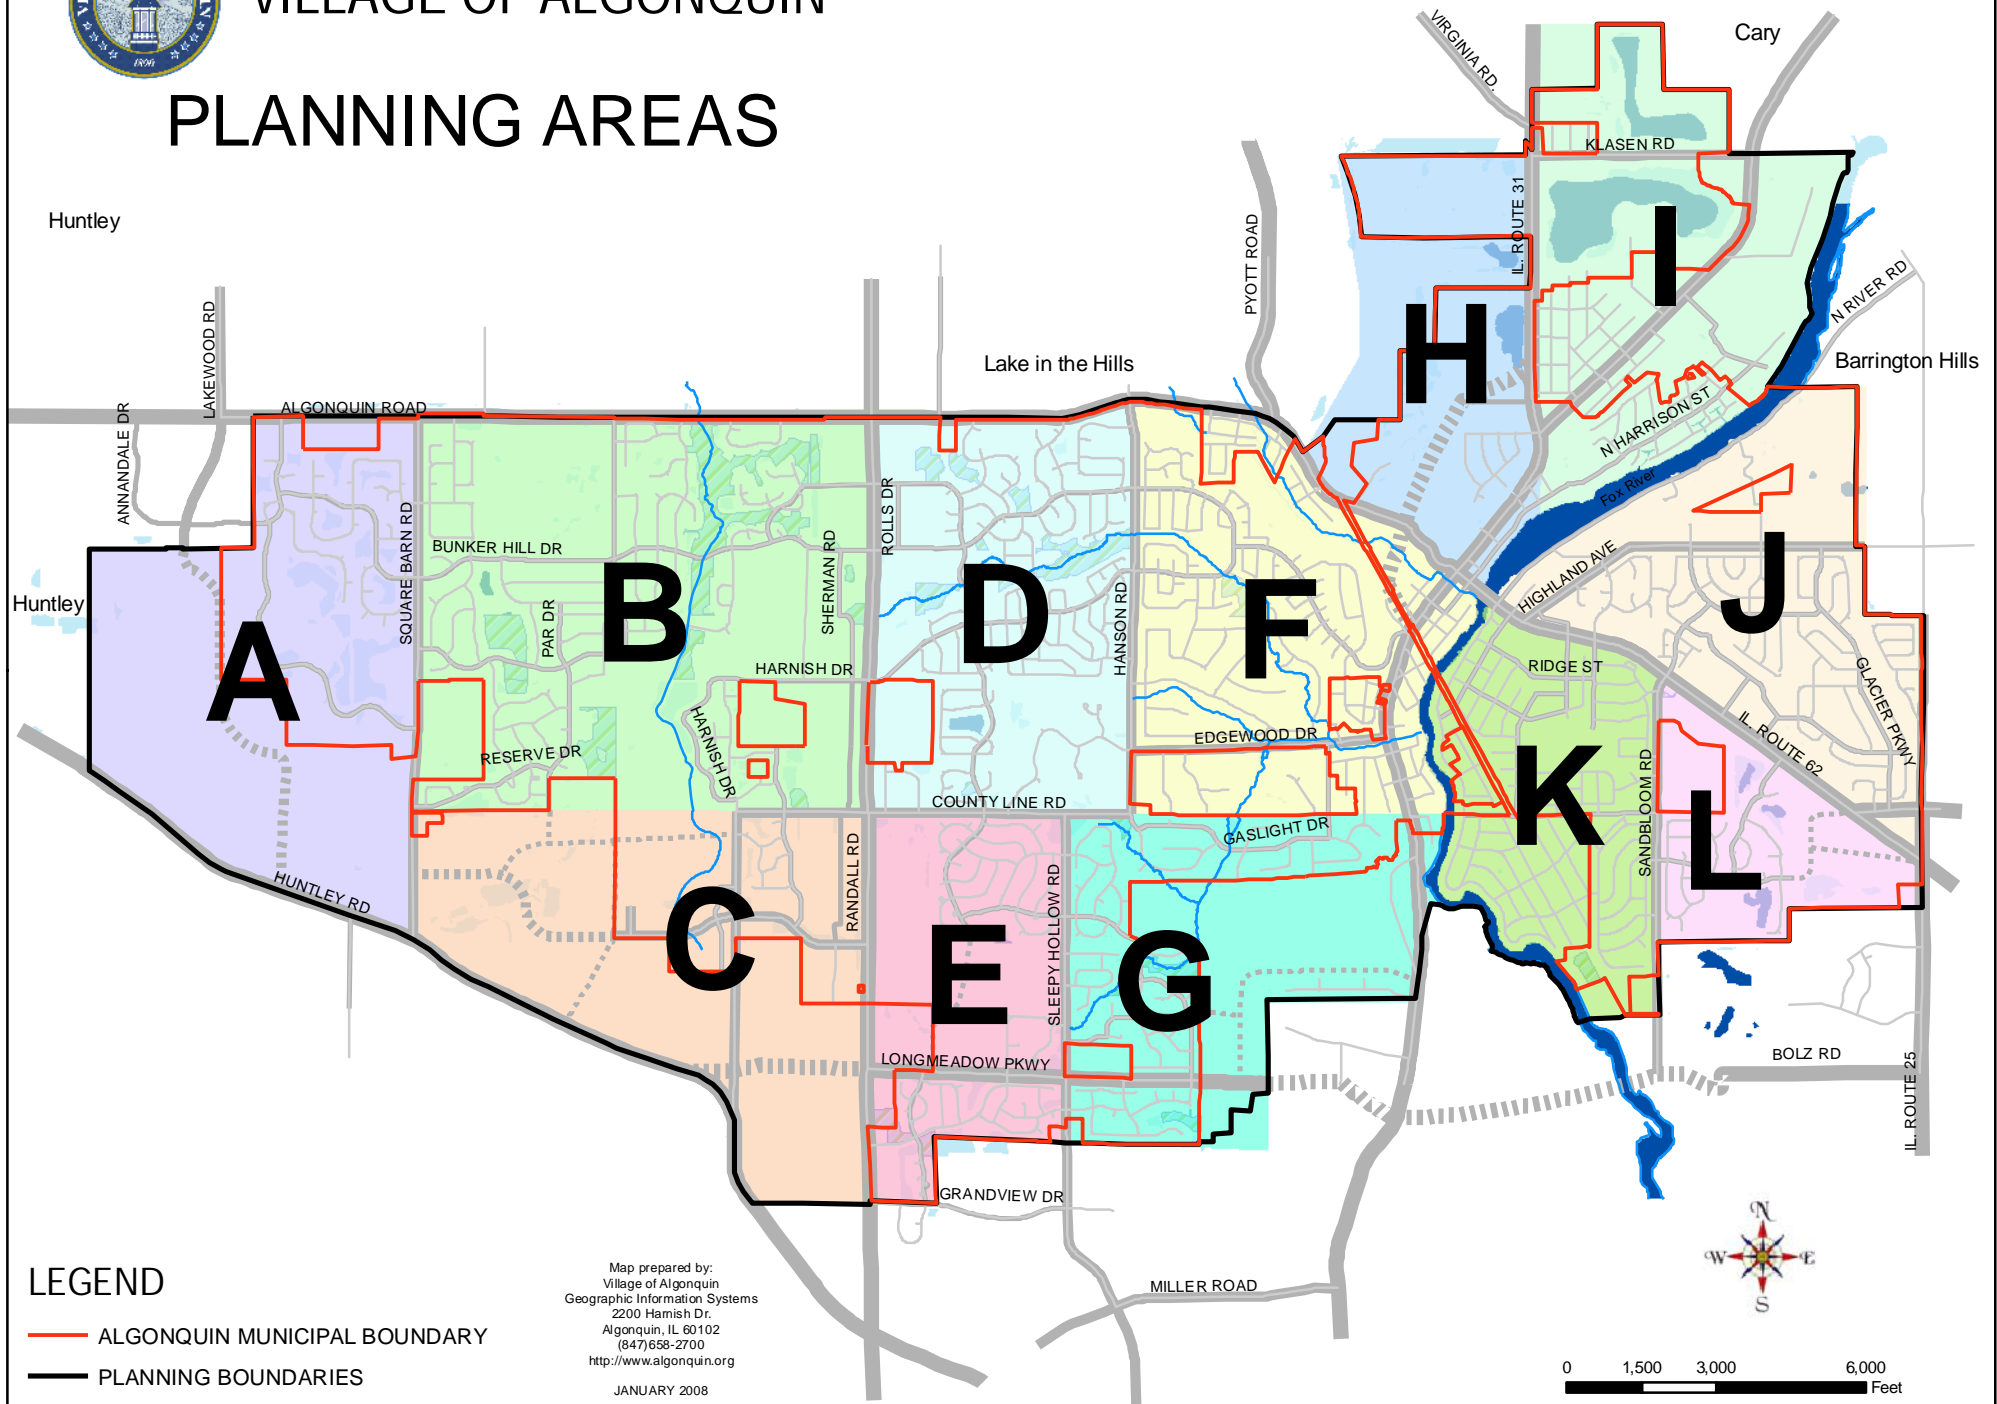 VILLAGE OF ALGONQUIN
1890
PLANNING AREAS
Cary
VIRGINIA RD.
KLASEN RD
Huntley
IL. ROUTE 31
PYOTT ROAD
I
N RIVER RD
H
LAKEWOOD RD
Lake in the Hills
Barrington Hills
ALGONQUIN ROAD
ANNANDALE DR
N HARRISON ST
Fox River
SQUARE BARN RD
BUNKER HILL DR
SHERMAN RD
ROLLS DR
HIGHLAND AVE
Huntley
A
B
D
F
J
PAR DR
HANSON RD
HARNISH DR
RIDGE ST
GLACIER PKWY
HARNISH DR
RESERVE DR
EDGEWOOD DR
IL. ROUTE 62
K
SANDBLOOM RD
COUNTY LINE RD
GASLIGHT DR
L
HUNTLEY RD
RANDALL RD
SLEEPY HOLLOW RD
C
E
G
LONGMEADOW PKWY
BOLZ RD
IL. ROUTE 25
GRANDVIEW DR
N
W
E
S
MILLER ROAD
LEGEND
ALGONQUIN MUNICIPAL BOUNDARY
PLANNING BOUNDARIES
Map prepared by:
Village of Algonquin
Geographic Information Systems
2200 Harnish Dr.
Algonquin, IL 60102
(847)658-2700
http://www.algonquin.org
JANUARY 2008
0 1,500 3,000 6,000
Feet